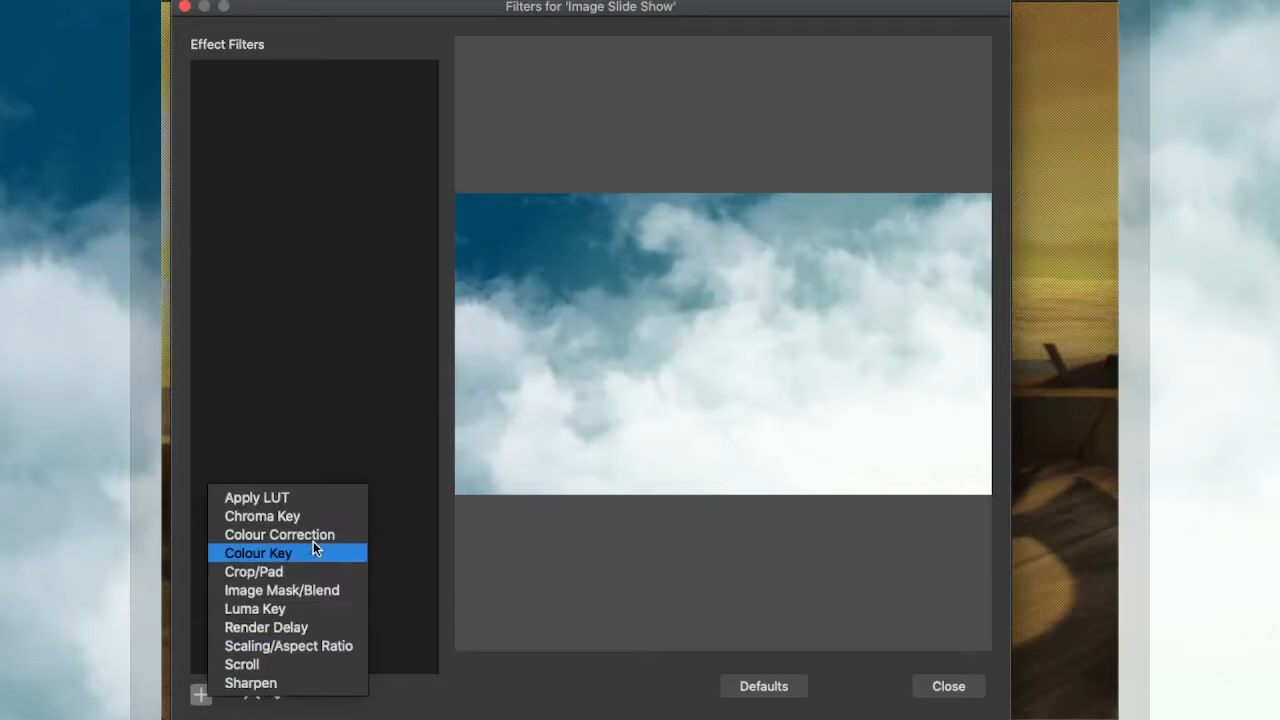 Filters for 'Image Slide Show'
Effect Filters
Apply LUT
Chroma Key
Colour Correction
Colour Key
Crop/Pad
Image Mask/Blend
Luma Key
Render Delay
Scaling/Aspect Ratio
Scroll
Sharpen
Defaults
Close